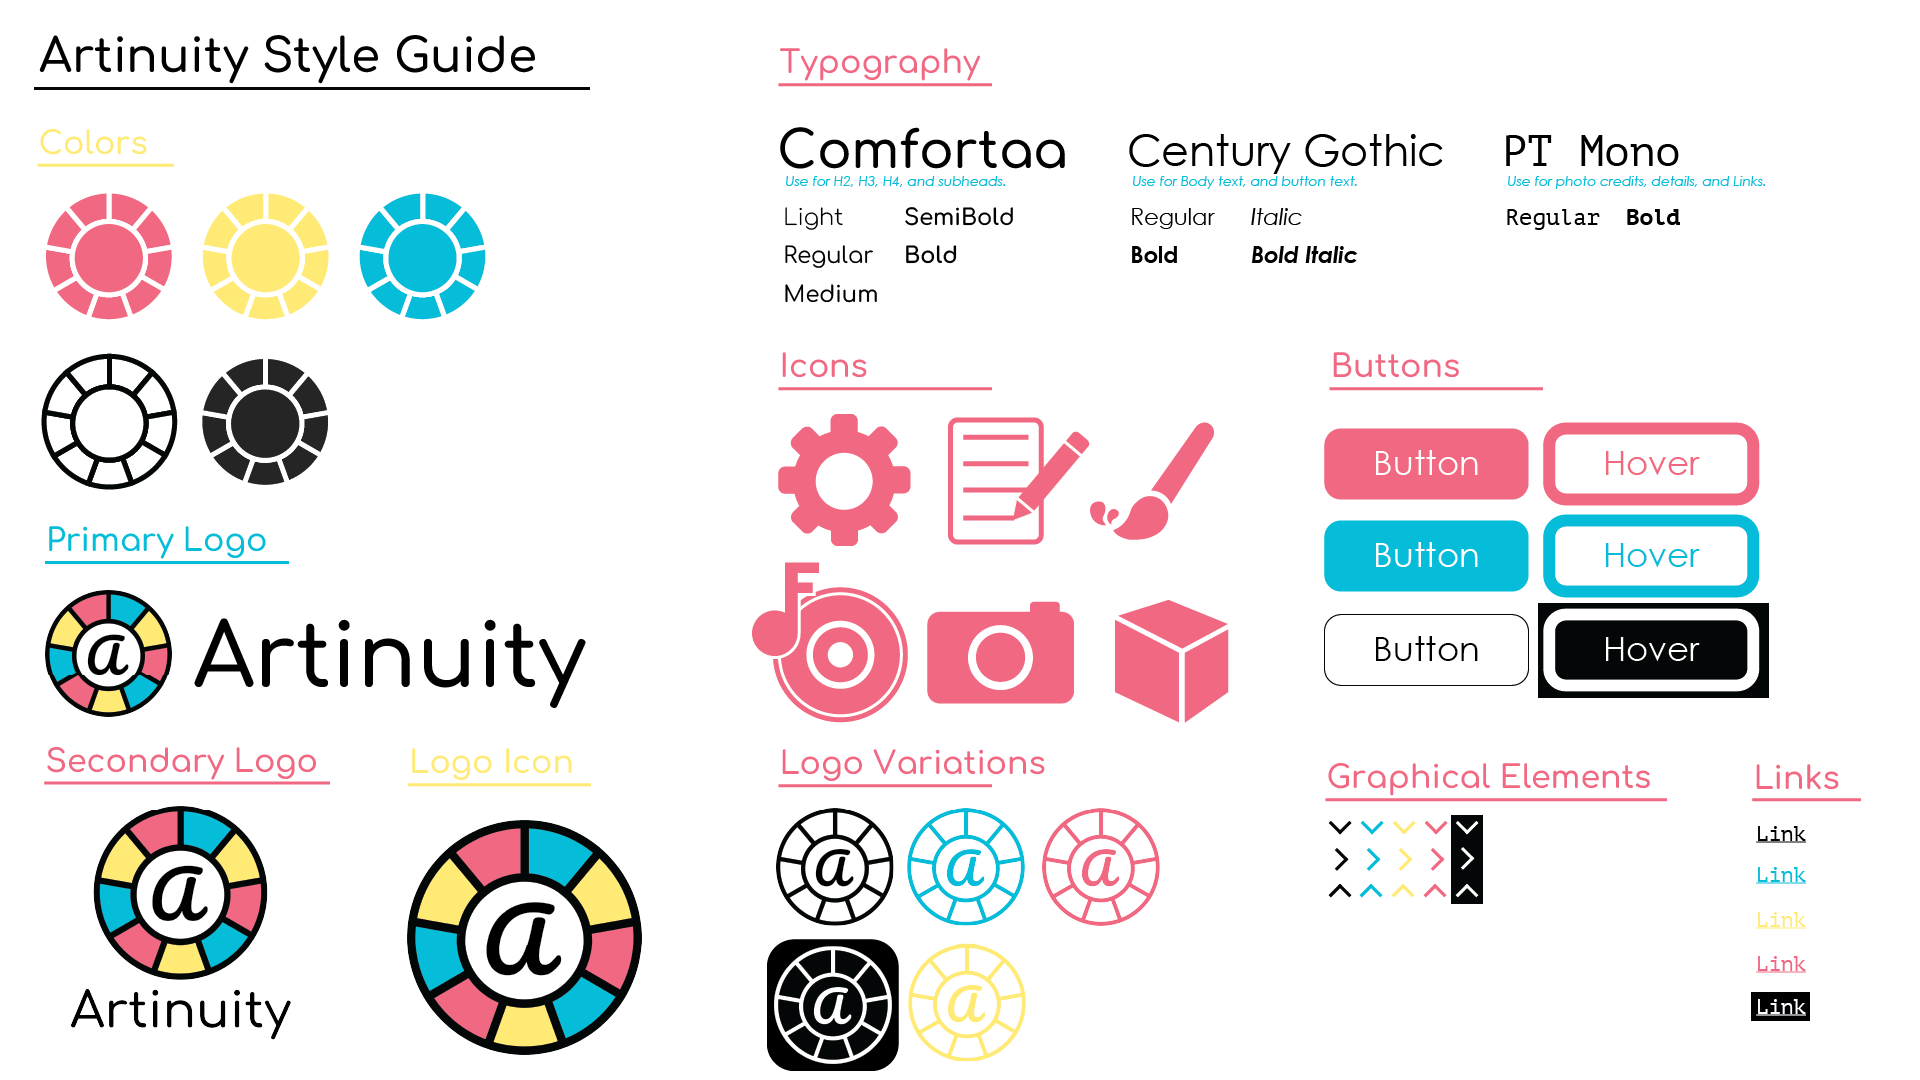 Artinuity Style Guide
Colors
Primary Logo
a
Artinuity
Secondary Logo
a
Artinuity
Logo Icon
a
Typography
Comfortaa
Use for H2, H3, H4, and subheads.
Light
SemiBold
Regular
Bold
Medium
Century Gothic
Use for Body text, and button text.
Regular
Italic
Bold
Bold Italic
PT Mono
Use for photo credits, details, and Links.
Regular
Bold
Icons
Buttons
Button
Hover
Button
Hover
Button
Hover
Logo Variations
a
a
a
a
a
Graphical Elements
Links
Link
Link
Link
Link
Link